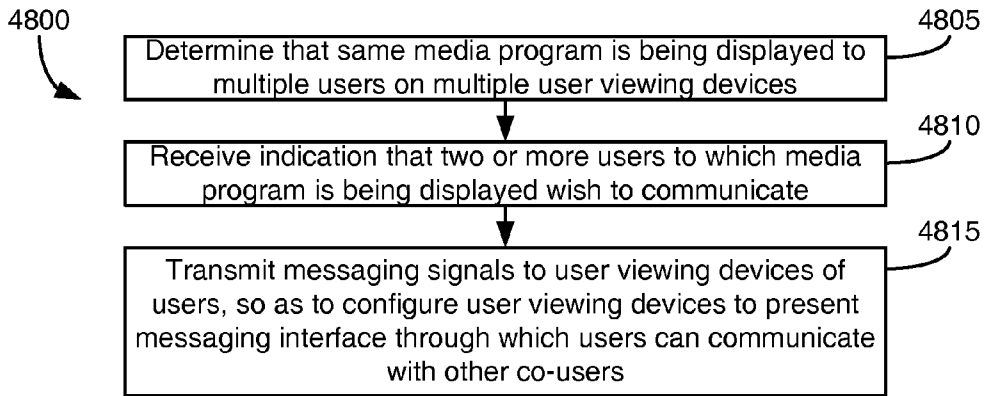 4800
4805
Determine that same media program is being displayed to
multiple users on multiple user viewing devices
4810
Receive indication that two or more users to which media
program is being displayed wish to communicate
4815
Transmit messaging signals to user viewing devices of
users, so as to configure user viewing devices to present
messaging interface through which users can communicate
with other co-users